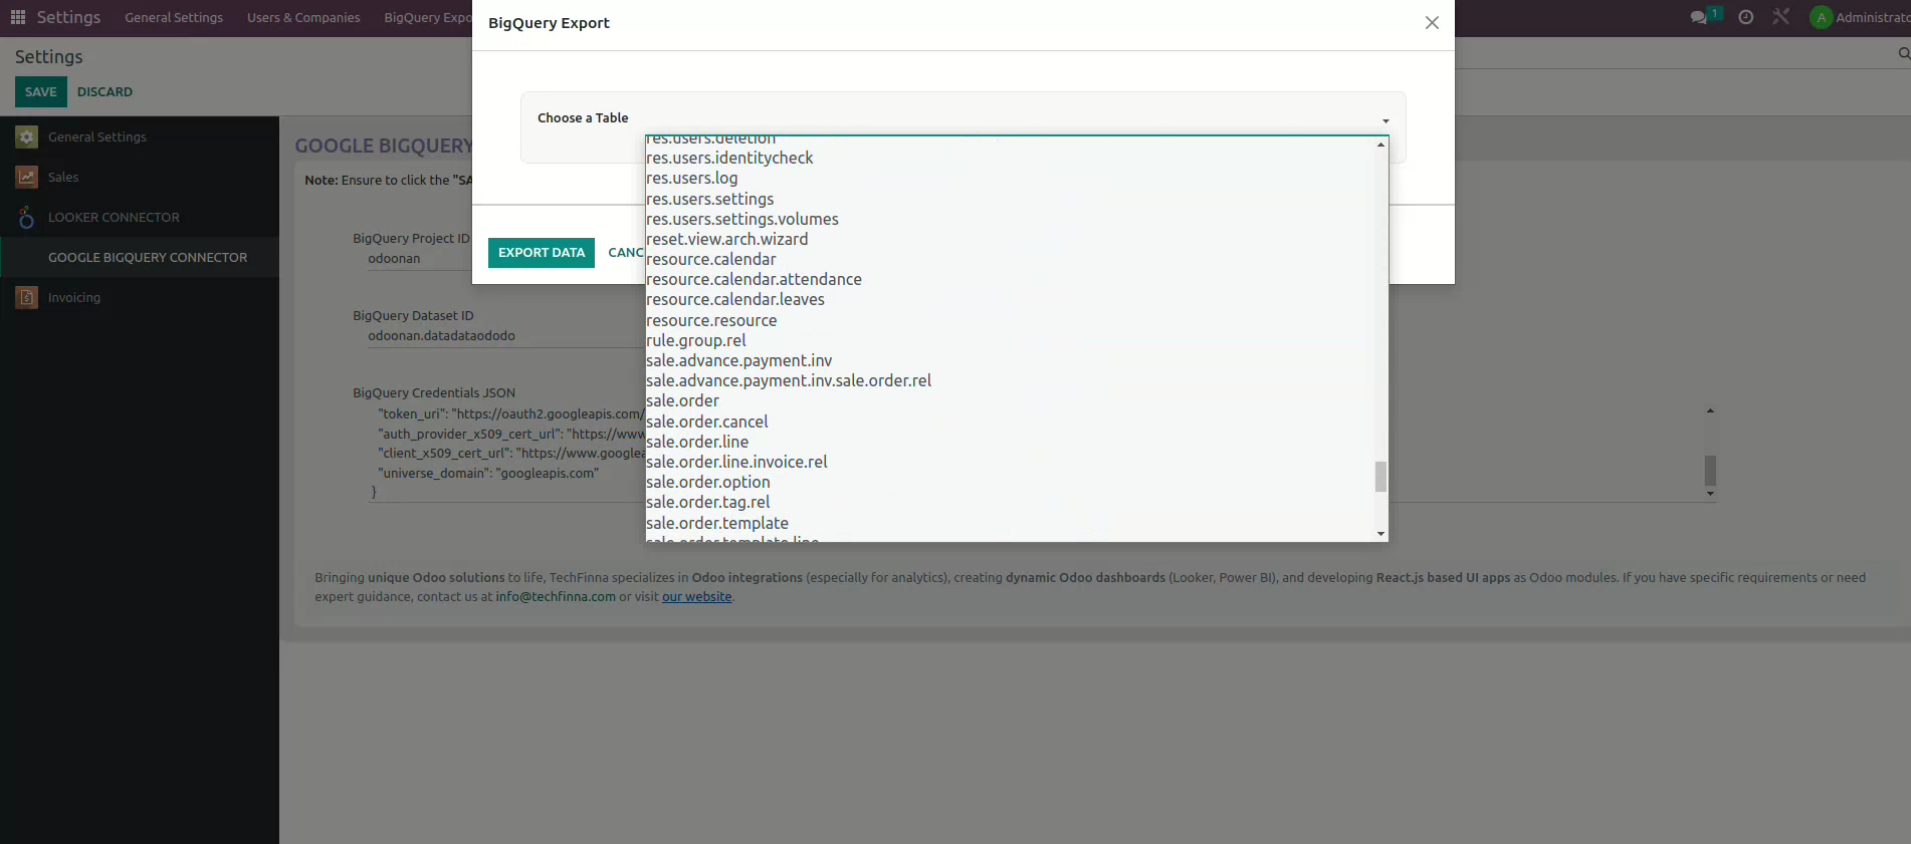 Settings
General Settings
Users & Companies
BigQuery Expo
1
A
Administrato
Settings
SAVE
DISCARD
General Settings
Sales
LOOKER CONNECTOR
GOOGLE BIGQUERY CONNECTOR
Invoicing
BigQuery Export
Choose a Table
res.users.deletion
res.users.identitycheck
res.users.log
res.users.settings
res.users.settings.volumes
reset.view.arch.wizard
resource.calendar
resource.calendar.attendance
resource.calendar.leaves
resource.resource
rule.group.rel
sale.advance.payment.inv
sale.advance.payment.inv.sale.order.rel
sale.order
sale.order.cancel
sale.order.line
sale.order.line.invoice.rel
sale.order.option
sale.order.tag.rel
sale.order.template
sale.order.template.line
EXPORT DATA
CANC
GOOGLE BIGQUERY
Note: Ensure to click the "SA
BigQuery Project ID
odoonan
BigQuery Dataset ID
odoonan.datadataododo
BigQuery Credentials JSON
"token_uri": "https://oauth2.googleapis.com/
"auth_provider_x509_cert_url": "https://www
"client_x509_cert_url": "https://www.googlea
"universe_domain": "googleapis.com"
}
Bringing unique Odoo solutions to life, TechFinna specializes in Odoo integrations (especially for analytics), creating dynamic Odoo dashboards (Looker, Power BI), and developing React.js based UI apps as Odoo modules. If you have specific requirements or need
expert guidance, contact us at info@techfinna.com or visit our website.